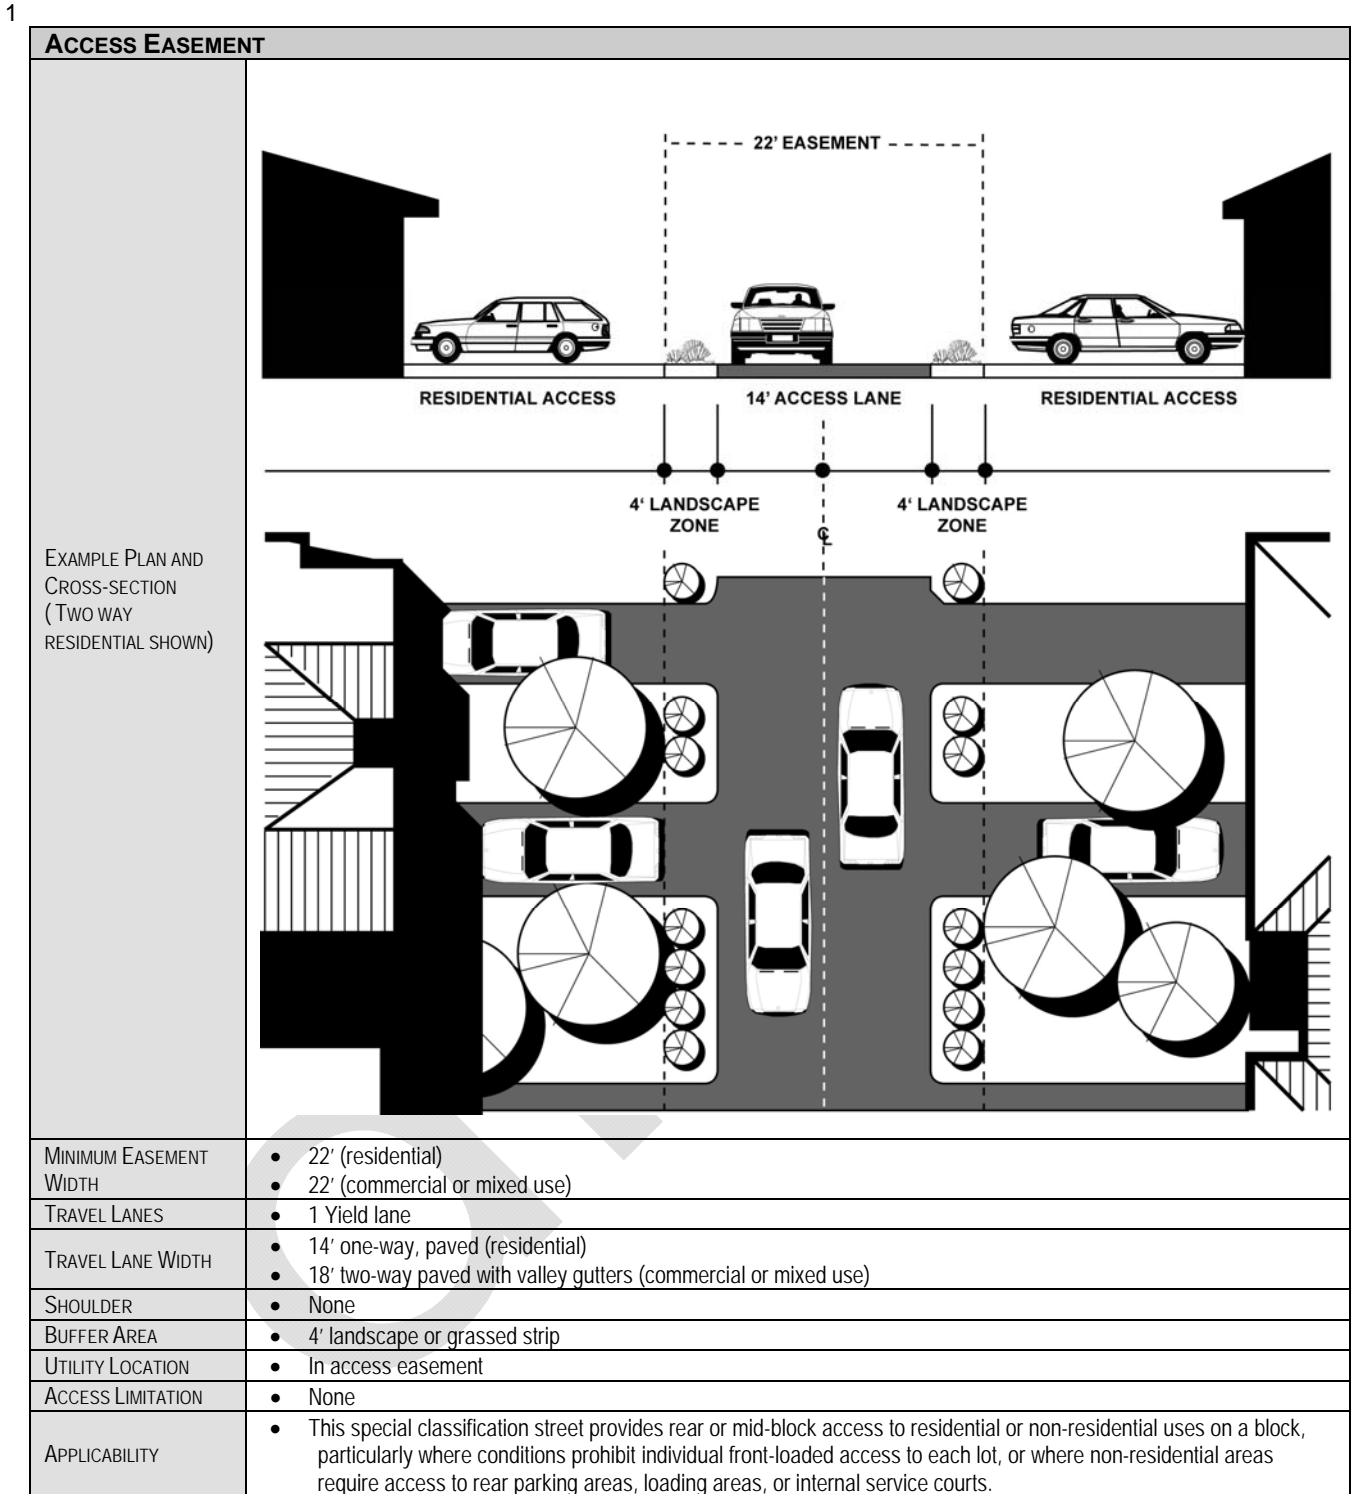 1
ACCESS EASEMENT
22' EASEMENT
RESIDENTIAL ACCESS
14' ACCESS LANE
RESIDENTIAL ACCESS
4‘ LANDSCAPE
ZONE
4‘ LANDSCAPE
ZONE
℄
EXAMPLE PLAN AND
CROSS-SECTION
( TWO WAY
RESIDENTIAL SHOWN)
MINIMUM EASEMENT
WIDTH
• 22' (residential)
• 22' (commercial or mixed use)
TRAVEL LANES
• 1 Yield lane
TRAVEL LANE WIDTH
• 14' one-way, paved (residential)
• 18' two-way paved with valley gutters (commercial or mixed use)
SHOULDER
• None
BUFFER AREA
• 4' landscape or grassed strip
UTILITY LOCATION
• In access easement
ACCESS LIMITATION
• None
APPLICABILITY
• This special classification street provides rear or mid-block access to residential or non-residential uses on a block,
particularly where conditions prohibit individual front-loaded access to each lot, or where non-residential areas
require access to rear parking areas, loading areas, or internal service courts.